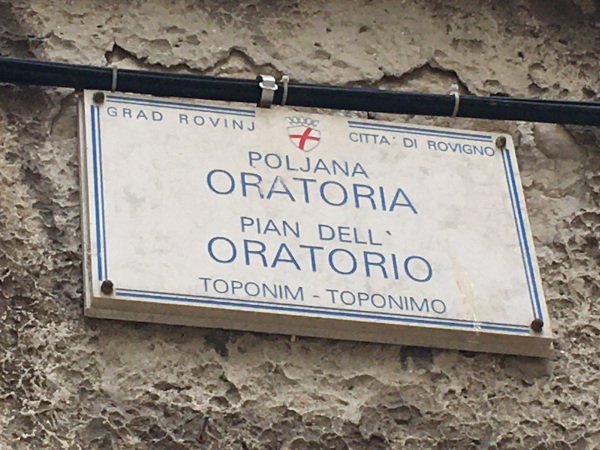 GRAD ROVINJ
CITTA' DI ROVIGNO
POLJANA
ORATORIA
PIAN DELL`
ORATORIO
TOPONIM - TOPONIMO